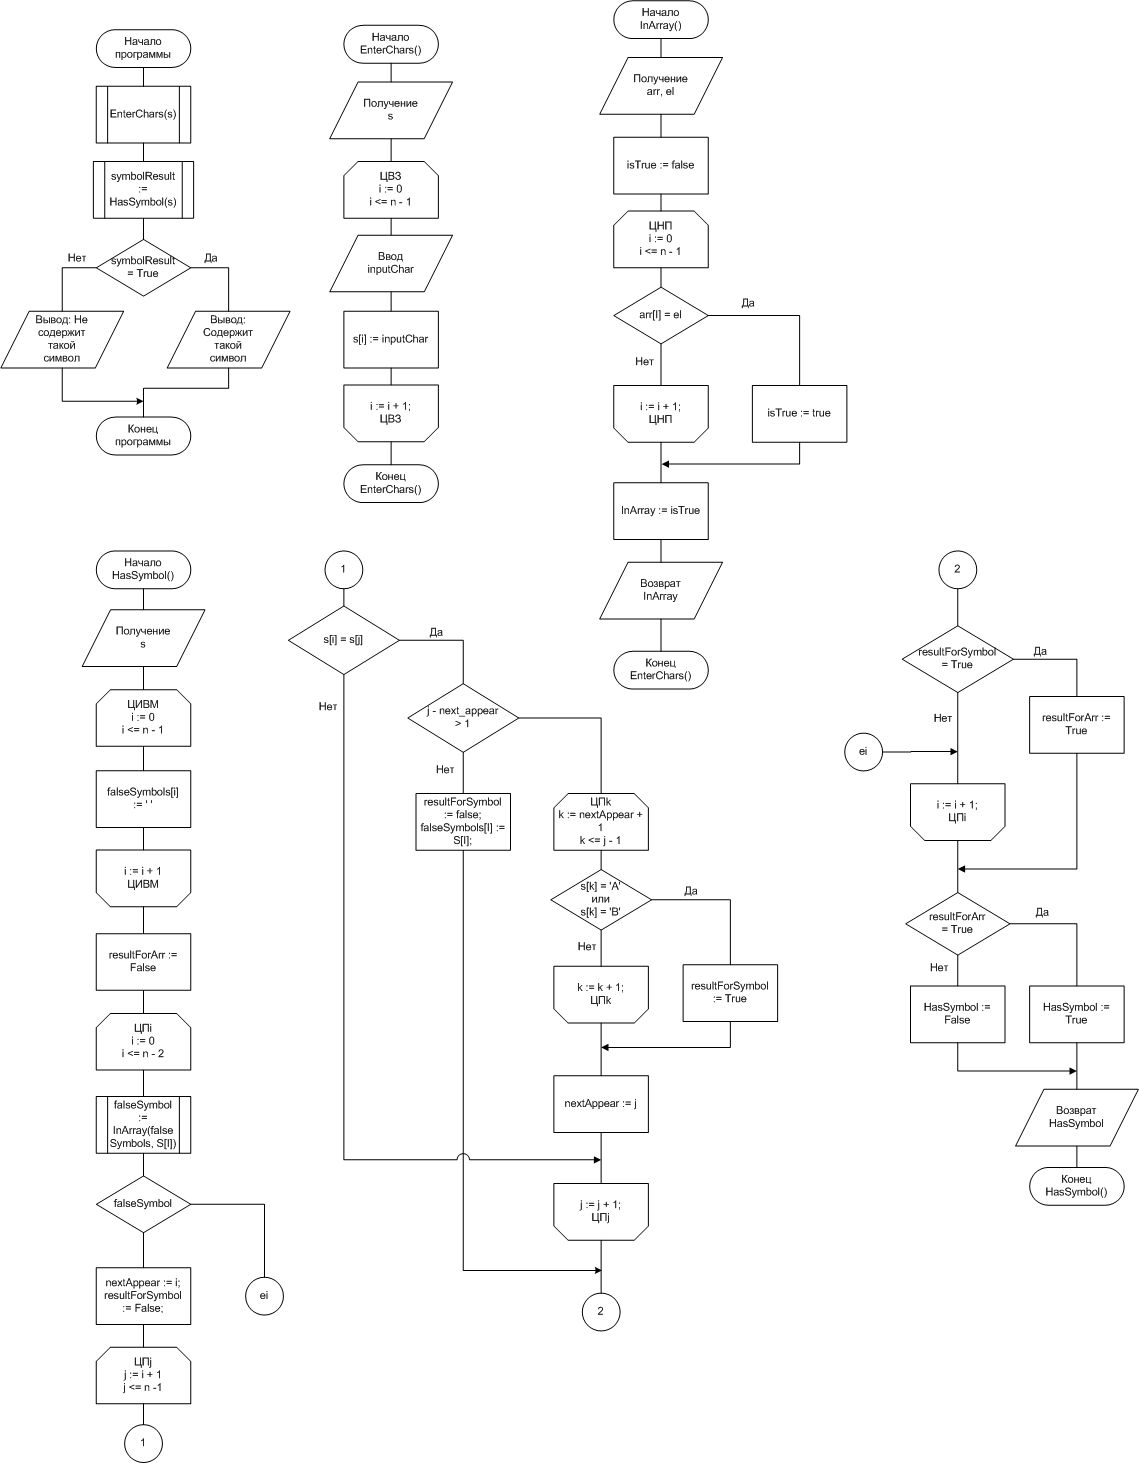 Начало
программы
EnterChars(s)
symbolResult
:=
HasSymbol(s)
symbolResult
= True
Нет
Да
Вывод: Не
содержит
такой
символ
Вывод:
Содержит
такой
символ
Конец
программы
Начало
EnterChars()
Получение
s
ЦВЗ
i := 0
i <= n - 1
Ввод
inputChar
s[i] := inputChar
i := i + 1;
ЦВЗ
Конец
EnterChars()
Начало
InArray()
Получение
arr, el
isTrue := false
ЦНП
i := 0
i <= n - 1
arr[I] = el
Да
Нет
i := i + 1;
ЦНП
isTrue := true
InArray := isTrue
Возврат
InArray
Конец
EnterChars()
Начало
HasSymbol()
Получение
s
ЦИВМ
i := 0
i <= n - 1
falseSymbols[i]
:= ' '
i := i + 1
ЦИВМ
resultForArr :=
False
ЦПi
i := 0
i <= n - 2
falseSymbol
:=
InArray(false
Symbols, S[I])
falseSymbol
ei
nextAppear := i;
resultForSymbol
:= False;
ЦПj
j := i + 1
j <= n -1
1
1
s[i] = s[j]
Да
Нет
j - next_appear
> 1
Нет
resultForSymbol
:= false;
falseSymbols[I] :=
S[I];
ЦПk
k := nextAppear +
1
k <= j - 1
s[k] = 'A'
или
s[k] = 'B'
Да
Нет
k := k + 1;
ЦПk
resultForSymbol
:= True
nextAppear := j
j := j + 1;
ЦПj
2
2
resultForSymbol
= True
Да
Нет
resultForArr :=
True
ei
i := i + 1;
ЦПi
resultForArr
= True
Да
Нет
HasSymbol :=
False
HasSymbol :=
True
Возврат
HasSymbol
Конец
HasSymbol()